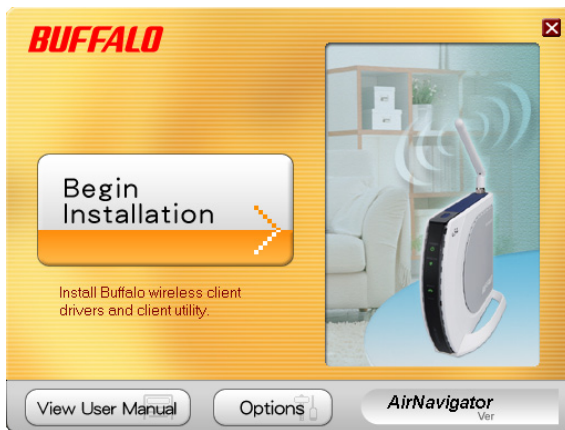 BUFFALO
Begin
Installation
Install Buffalo wireless client
drivers and client utility.
View User Manual
Options
AirNavigator
Ver